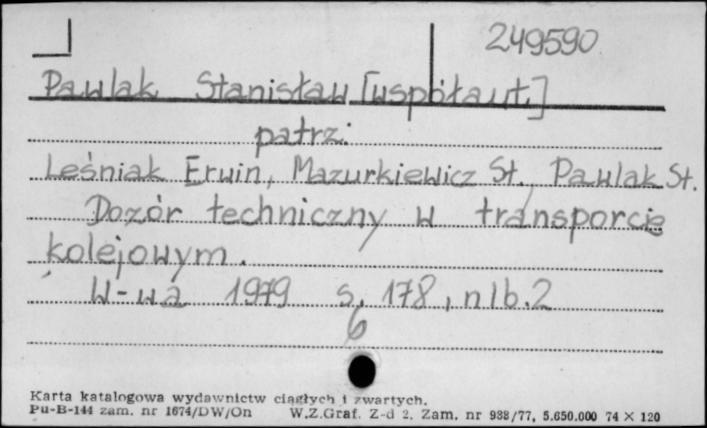 249590
Pawlak Stanisław [współaut.]
patrz:
Leśniak Erwin, Mazurkiewicz St., Pawlak St.
Dozór techniczny w transporcie
kolejowym.
W-wa 1979 s. 178, nlb. 2
6
Karta katalogowa wydawnictw ciągłych i zwartych.
Pu-B-144 zam. nr 1674/DW/On W.Z.Graf. Z-d 2. Zam. nr 938/77, 5.650.000 74 × 120